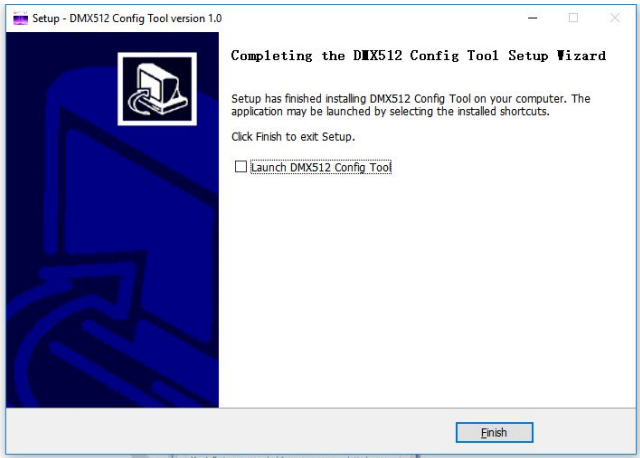 Setup - DMX512 Config Tool version 1.0
Completing the DMX512 Config Tool Setup Wizard
Setup has finished installing DMX512 Config Tool on your computer. The
application may be launched by selecting the installed shortcuts.
Click Finish to exit Setup.
Launch DMX512 Config Tool
Finish